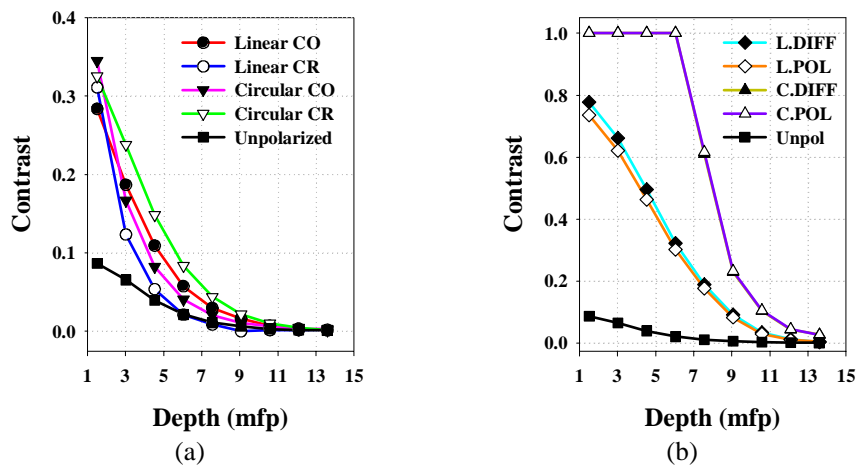 0.4
0.3
0.2
0.1
0.0
Contrast
Linear CO
Linear CR
Circular CO
Circular CR
Unpolarized
1 3 5 7 9 11 13 15
Depth (mfp)
(a)
1.0
0.8
0.6
0.4
0.2
0.0
Contrast
L.DIFF
L.POL
C.DIFF
C.POL
Unpol
1 3 5 7 9 11 13 15
Depth (mfp)
(b)